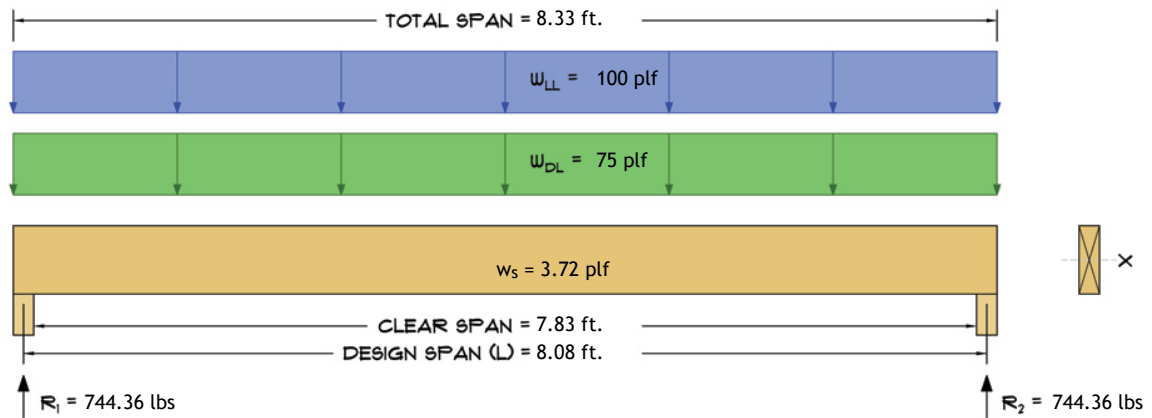 TOTAL SPAN = 8.33 ft.
WLL = 100 plf
WDL = 75 plf
ws = 3.72 plf
X
CLEAR SPAN = 7.83 ft.
DESIGN SPAN (L) = 8.08 ft.
R1 = 744.36 lbs
R2 = 744.36 lbs